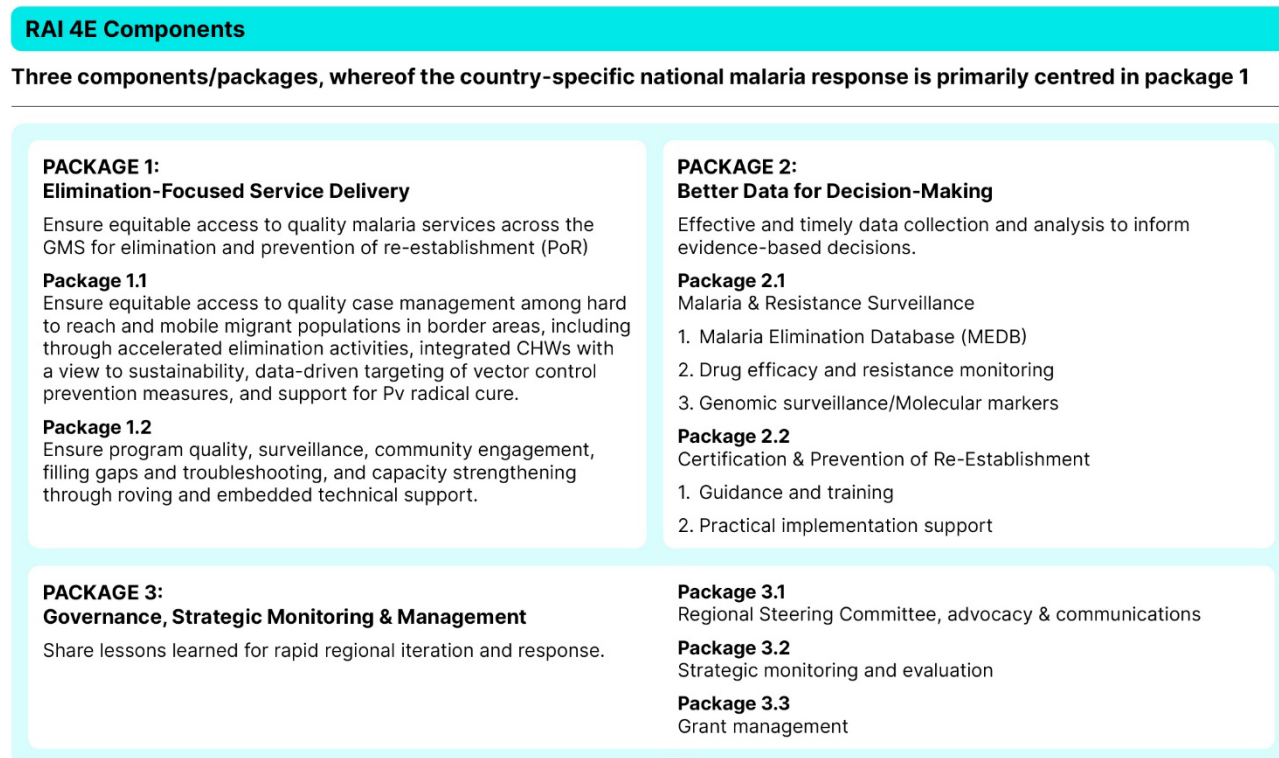 RAI 4E Components
Three components/packages, whereof the country-specific national malaria response is primarily centred in package 1
PACKAGE 1:
Elimination-Focused Service Delivery
Ensure equitable access to quality malaria services across the
GMS for elimination and prevention of re-establishment (PoR)
Package 1.1
Ensure equitable access to quality case management among hard
to reach and mobile migrant populations in border areas, including
through accelerated elimination activities, integrated CHWs with
a view to sustainability, data-driven targeting of vector control
prevention measures, and support for Pv radical cure.
Package 1.2
Ensure program quality, surveillance, community engagement,
filling gaps and troubleshooting, and capacity strengthening
through roving and embedded technical support.
PACKAGE 2:
Better Data for Decision-Making
Effective and timely data collection and analysis to inform
evidence-based decisions.
Package 2.1
Malaria & Resistance Surveillance
1. Malaria Elimination Database (MEDB)
2. Drug efficacy and resistance monitoring
3. Genomic surveillance/Molecular markers
Package 2.2
Certification & Prevention of Re-Establishment
1. Guidance and training
2. Practical implementation support
PACKAGE 3:
Governance, Strategic Monitoring & Management
Share lessons learned for rapid regional iteration and response.
Package 3.1
Regional Steering Committee, advocacy & communications
Package 3.2
Strategic monitoring and evaluation
Package 3.3
Grant management